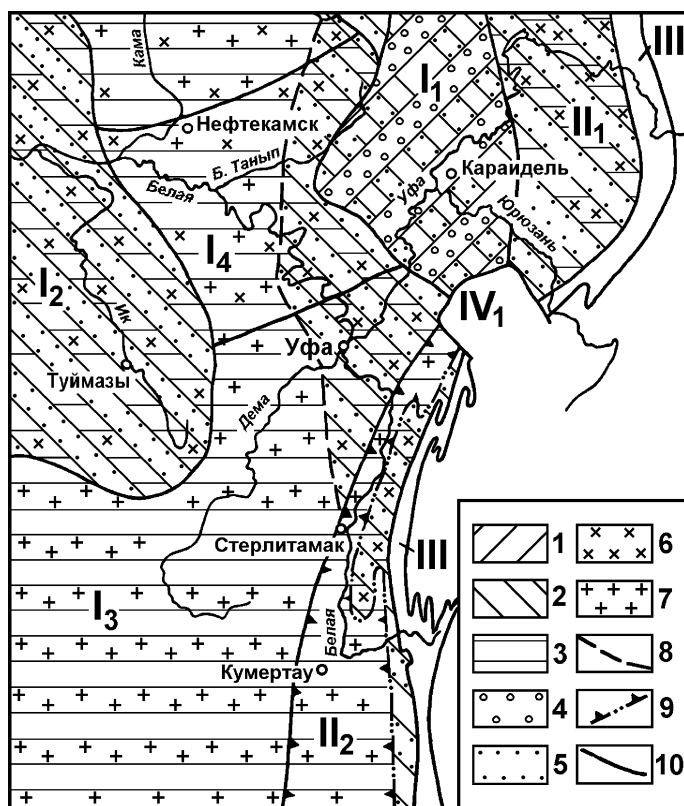 III
Кама
I₁
II₁
Нефтекамск
Б. Танып
Белая
Уфа
Караидель
Юрюзань
I₄
I₂
Ик
IV₁
Уфа
Туймазы
Дема
Стерлитамак
III
I₃
Белая
Кумертау
II₂
1
6
2
7
3
8
4
9
5
10